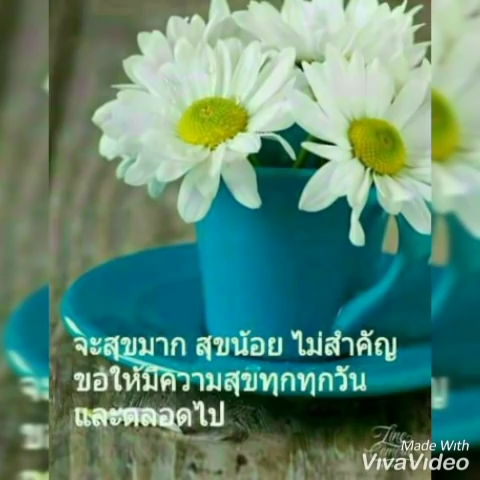 จะสุขมาก สุขน้อย ไม่สำคัญ
ขอให้มีความสุขทุกทุกวัน
และตลอดไป
Line
Made With
VivaVideo